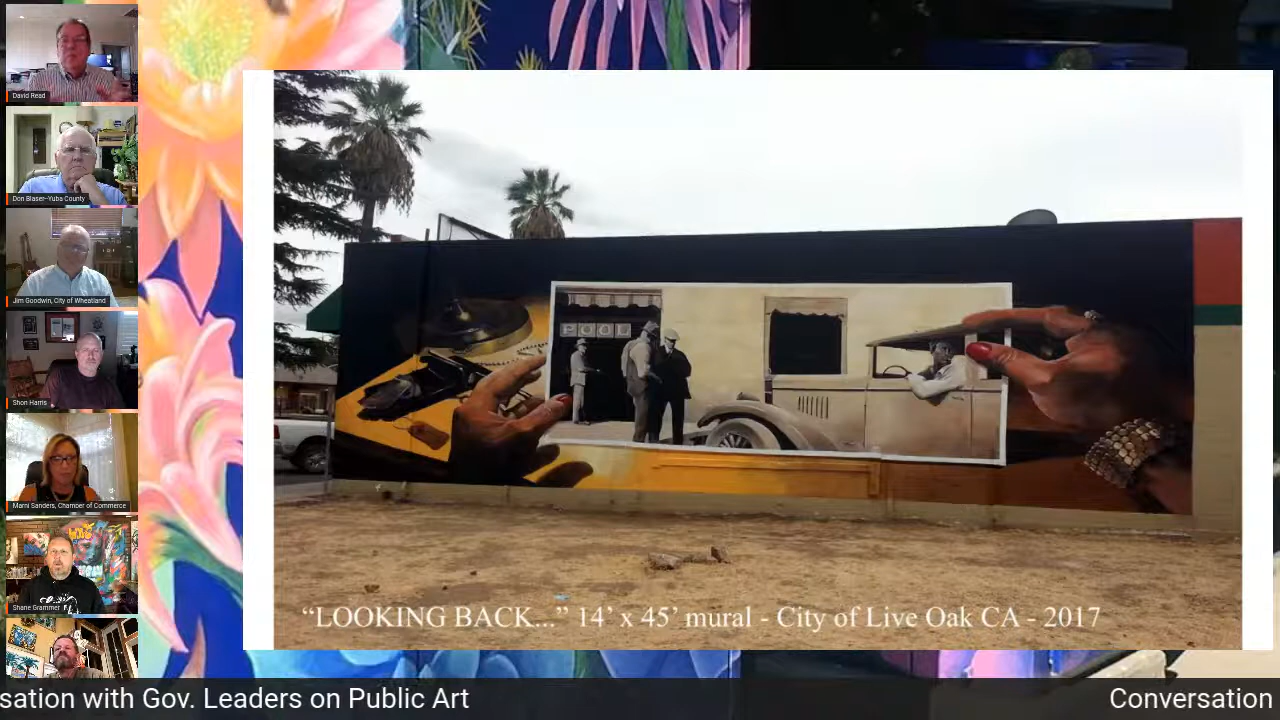 David Read
Don Blaser--Yuba County
Jim Goodwin, City of Wheatland
Shon Harris
Marni Sanders, Chamber of Commerce
Shane Grammer
POOL
“LOOKING BACK...” 14’ x 45’ mural - City of Live Oak CA - 2017
sation with Gov. Leaders on Public Art
Conversation